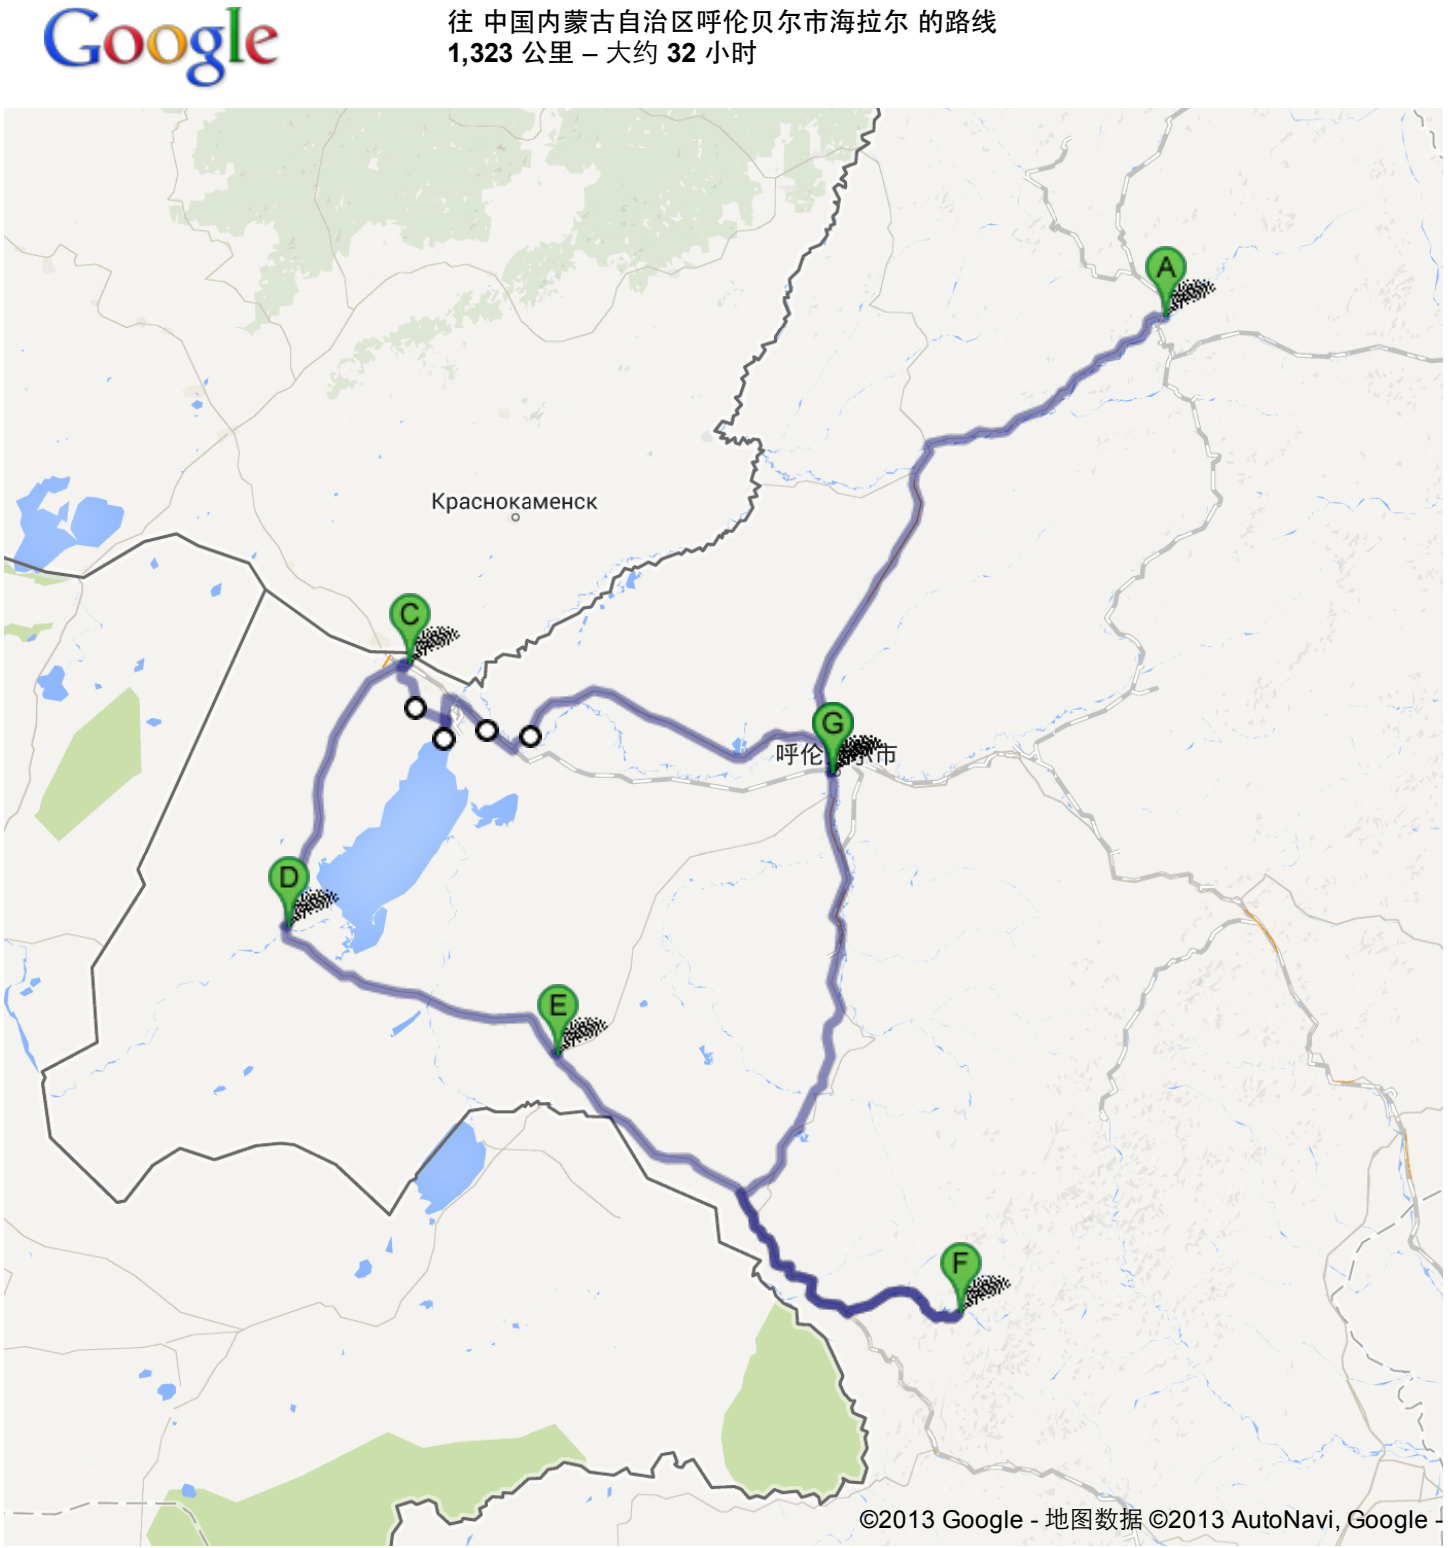 Google
往 中国内蒙古自治区呼伦贝尔市海拉尔 的路线
1,323 公里 – 大约 32 小时
A
Краснокаменск
C
G
呼伦 尔市
D
E
F
©2013 Google - 地图数据 ©2013 AutoNavi, Google -